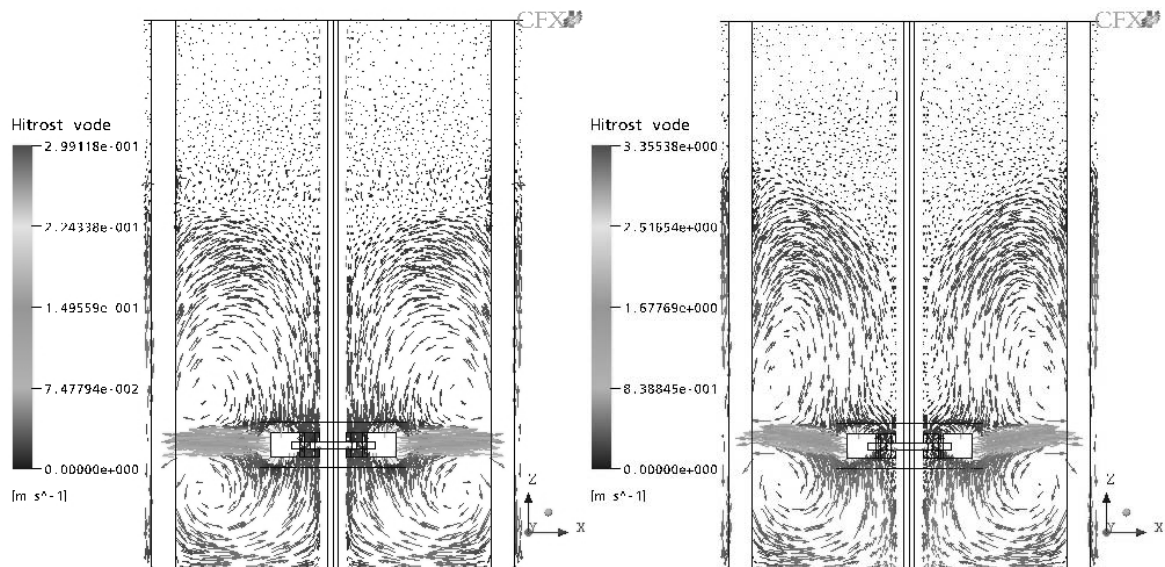 CFX
Hitrost vode
2.99118e-001
2.24338e-001
1.49559e-001
7.47794e-002
0.00000e+000
[m s^-1]
Z
Y
X
CFX
Hitrost vode
3.35538e+000
2.51654e+000
1.67769e+000
8.38845e-001
0.00000e+000
[m s^-1]
Z
Y
X